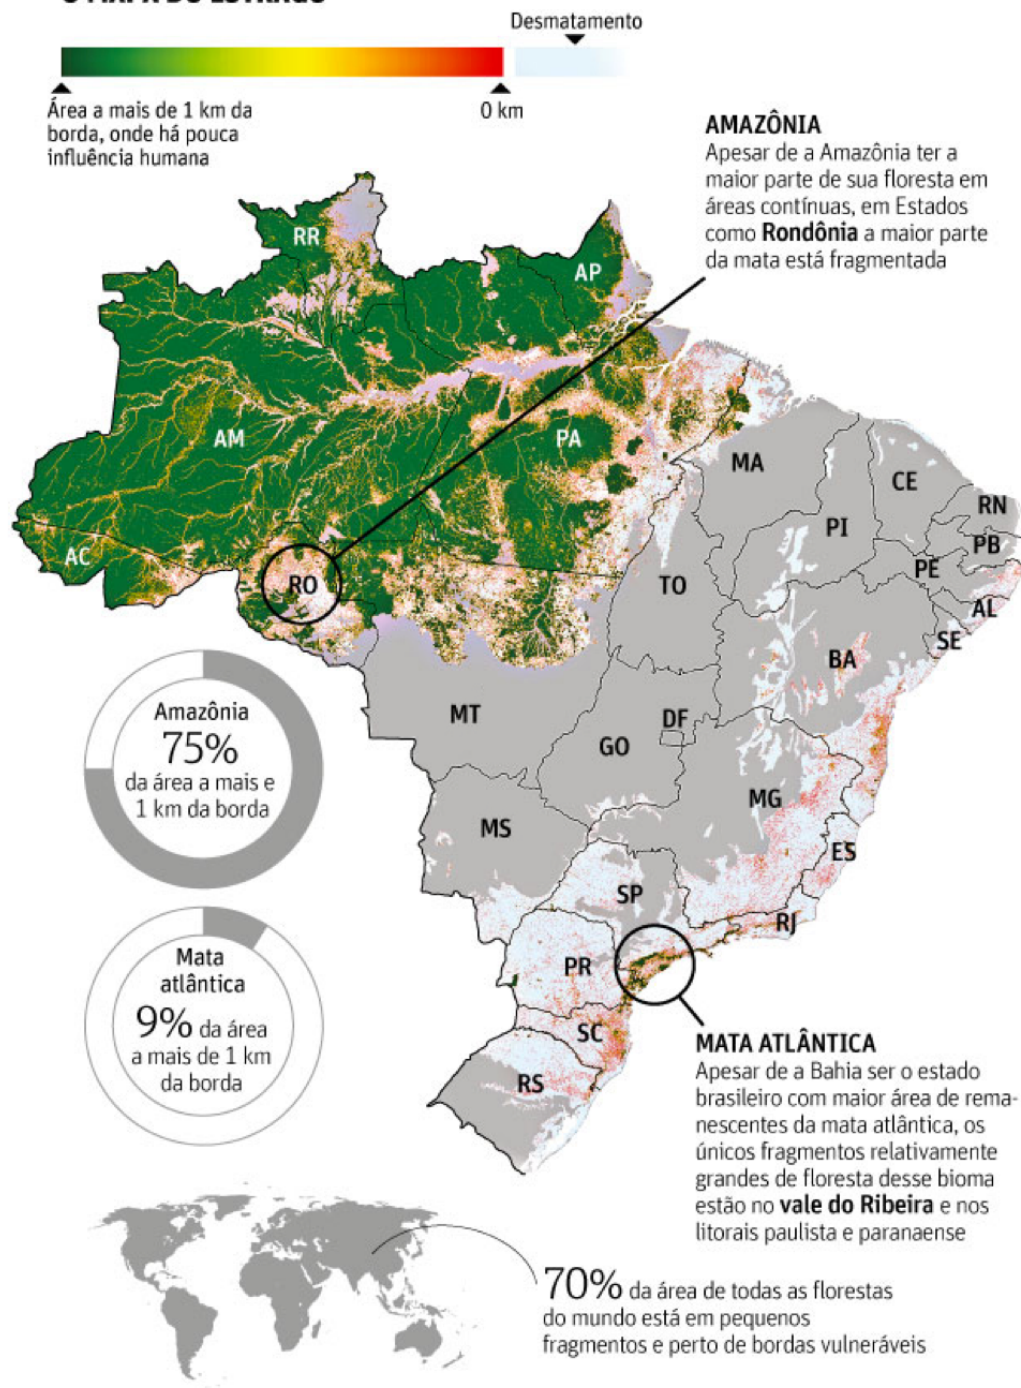 O MAPA DO ESTRAGO
Desmatamento
Área a mais de 1 km da
borda, onde há pouca
influência humana
0 km
AMAZÔNIA
Apesar de a Amazônia ter a
maior parte de sua floresta em
áreas contínuas, em Estados
como Rondônia a maior parte
da mata está fragmentada
RR
AP
AM
PA
MA
CE
RN
PI
PB
PE
AC
RO
TO
AL
SE
BA
MT
DF
GO
MG
MS
ES
SP
RJ
PR
SC
RS
Amazônia
75%
da área a mais e
1 km da borda
Mata
atlântica
9% da área
a mais de 1 km
da borda
MATA ATLÂNTICA
Apesar de a Bahia ser o estado
brasileiro com maior área de rema-
nescentes da mata atlântica, os
únicos fragmentos relativamente
grandes de floresta desse bioma
estão no vale do Ribeira e nos
litorais paulista e paranaense
70% da área de todas as florestas
do mundo está em pequenos
fragmentos e perto de bordas vulneráveis